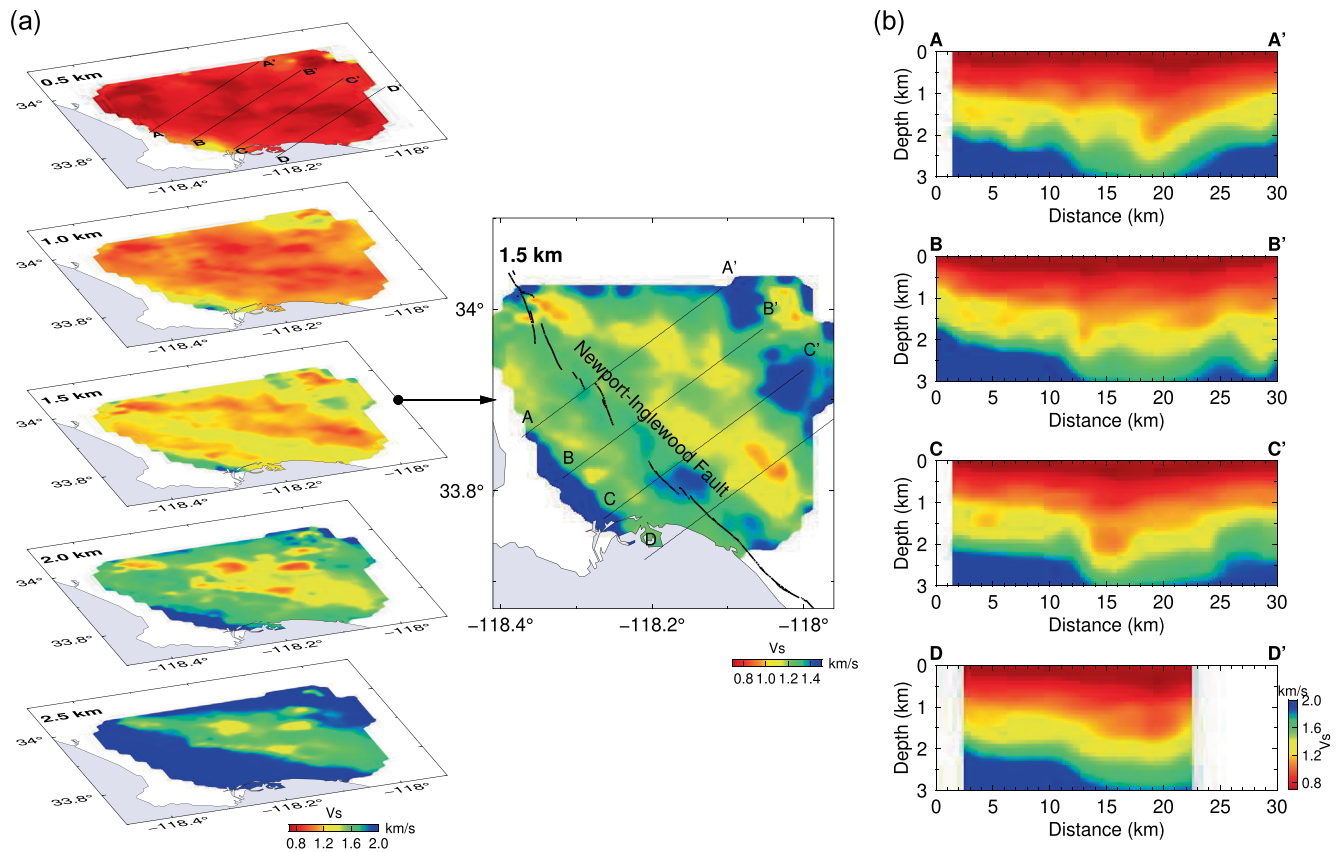 (a)
0.5 km
A'
B'
C'
D'
A
B
C
D
34°
33.8°
−118.4°
−118.2°
−118°
1.0 km
34°
33.8°
−118.4°
−118.2°
−118°
1.5 km
34°
33.8°
−118.4°
−118.2°
−118°
2.0 km
34°
33.8°
−118.4°
−118.2°
−118°
2.5 km
34°
33.8°
−118.4°
−118.2°
−118°
Vs
km/s
0.8 1.2 1.6 2.0
1.5 km
A'
B'
C'
A
B
C
D
Newport-Inglewood Fault
34°
33.8°
−118.4° −118.2° −118°
Vs
km/s
0.8 1.0 1.2 1.4
(b)
A A'
0
1
2
3
Depth (km)
0 5 10 15 20 25 30
Distance (km)
B B'
0
1
2
3
Depth (km)
0 5 10 15 20 25 30
Distance (km)
C C'
0
1
2
3
Depth (km)
0 5 10 15 20 25 30
Distance (km)
D D'
0
1
2
3
Depth (km)
0 5 10 15 20 25 30
Distance (km)
km/s
2.0
1.6
1.2
0.8
Vs